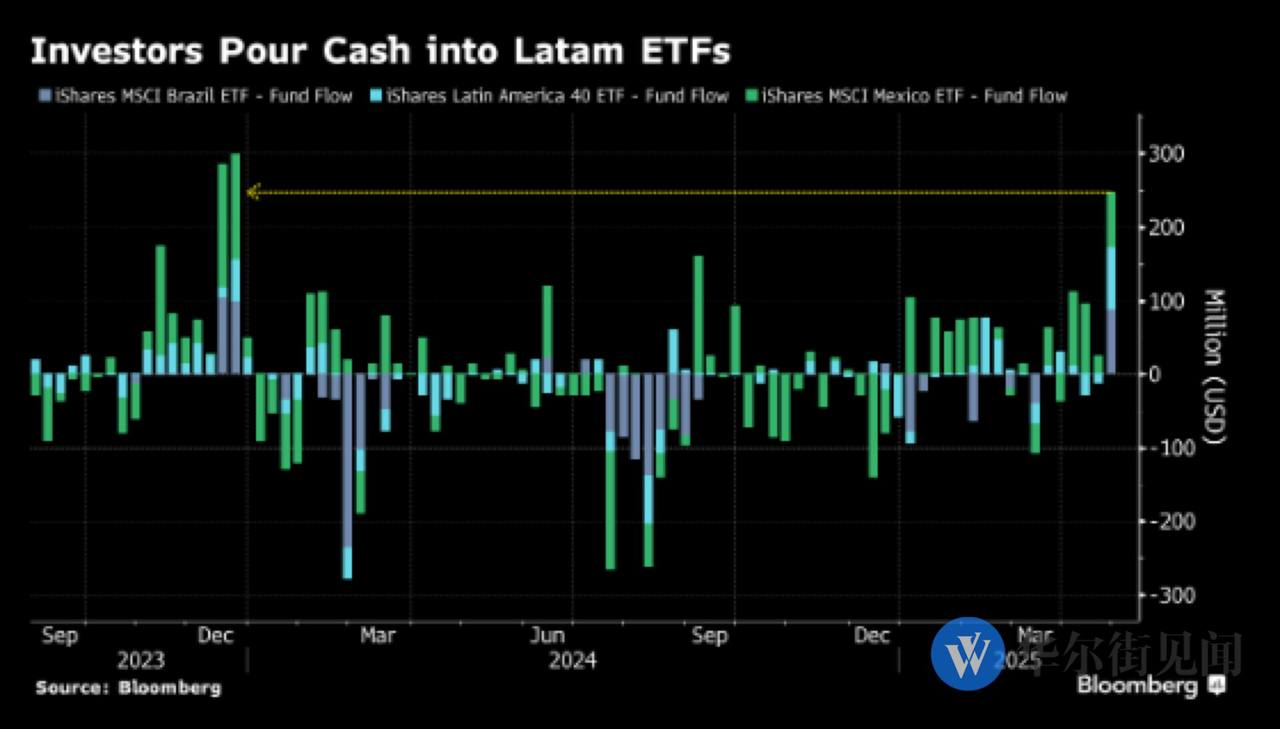 Investors Pour Cash into Latam ETFs
iShares MSCI Brazil ETF - Fund Flow iShares Latin America 40 ETF - Fund Flow iShares MSCI Mexico ETF - Fund Flow
300
200
100
0
-100
-200
-300
Million (USD)
Sep Dec Mar Jun Sep Dec Mar
2023 2024 2025
华尔街见闻
Source: Bloomberg
Bloomberg